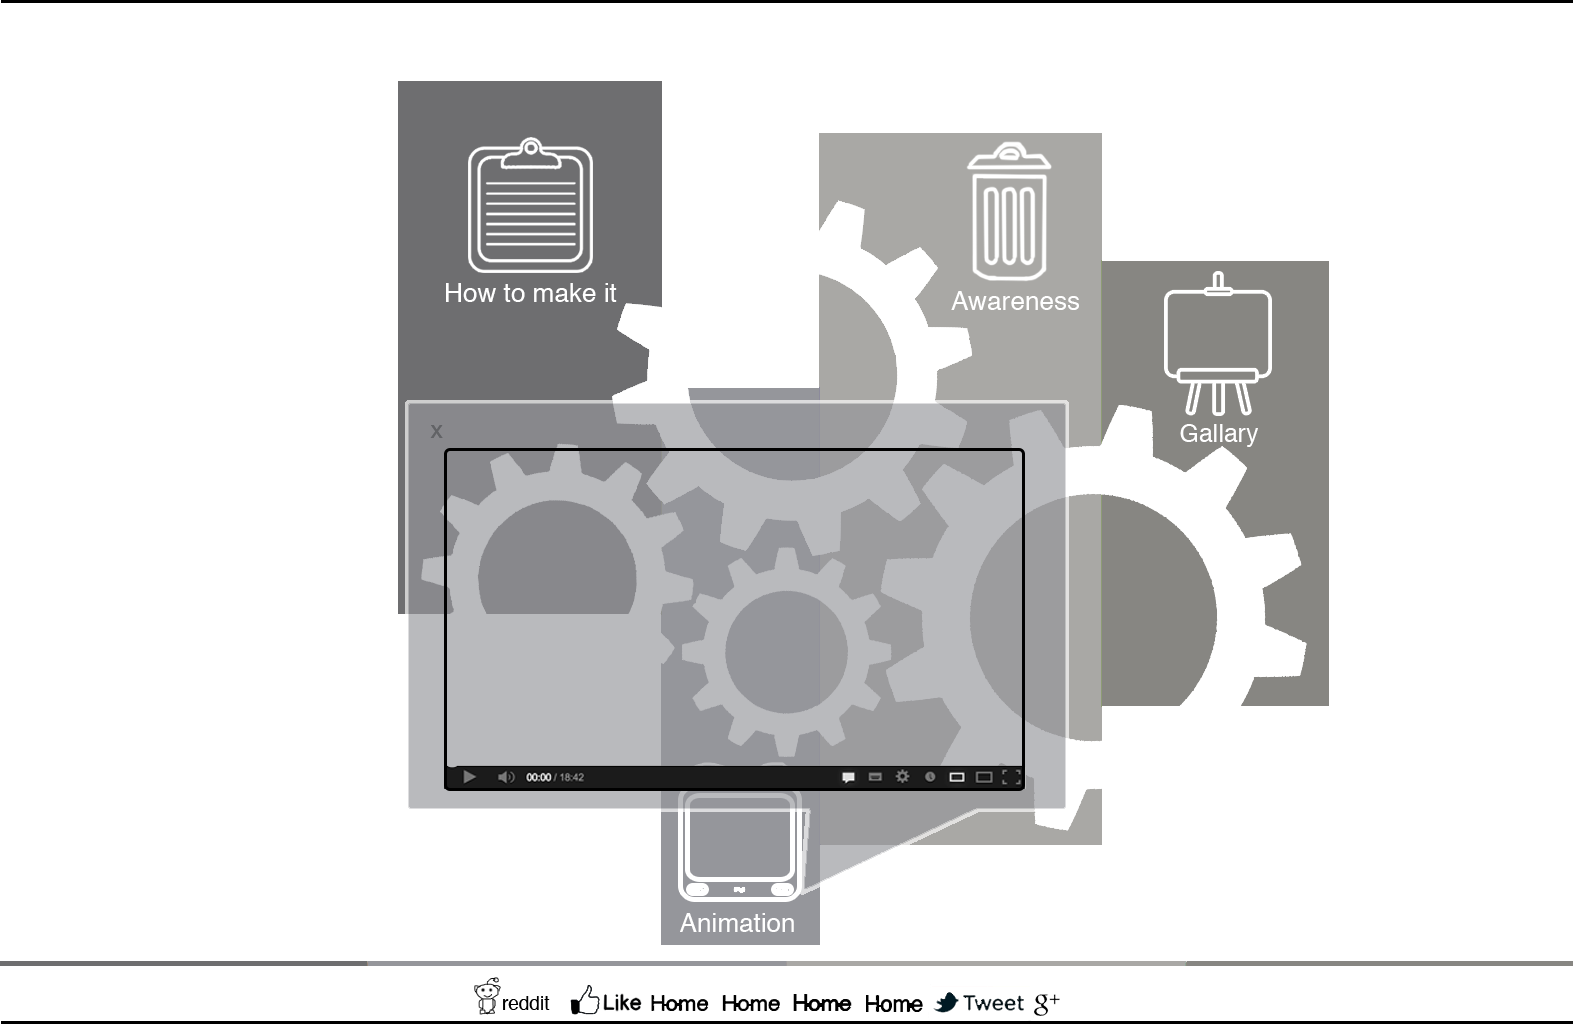 How to make it
Awareness
Gallary
X
00:00 / 18:42
Animation
reddit Like Home Home Home Home Tweet g+